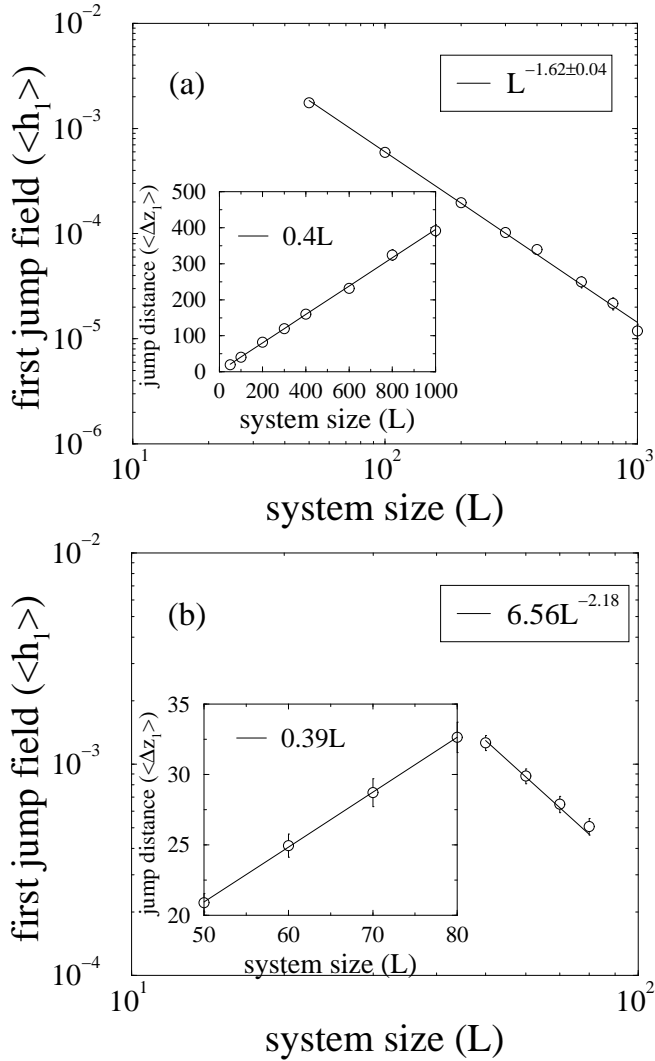 10^-2
(a)
L^-1.62±0.04
10^-3
500
400
0.4L
300
200
100
0
0 200 400 600 800 1000
jump distance (<Δz_1>)
system size (L)
10^-4
10^-5
10^-6
first jump field (<h_1>)
10^1 10^2 10^3
system size (L)
10^-2
(b)
6.56L^-2.18
35
0.39L
30
25
20
50 60 70 80
jump distance (<Δz_1>)
system size (L)
10^-3
10^-4
first jump field (<h_1>)
10^1 10^2
system size (L)